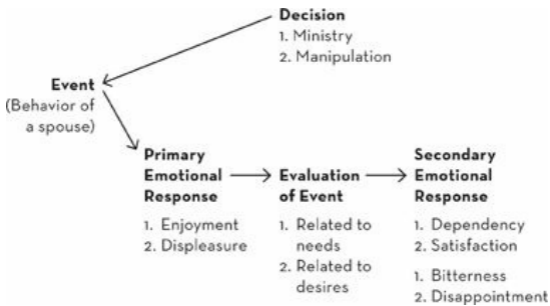 Decision
1. Ministry
2. Manipulation
Event
(Behavior of
a spouse)
Primary
Emotional
Response
1. Enjoyment
2. Displeasure
Evaluation
of Event
1. Related to
needs
2. Related to
desires
Secondary
Emotional
Response
1. Dependency
2. Satisfaction
1. Bitterness
2. Disappointment